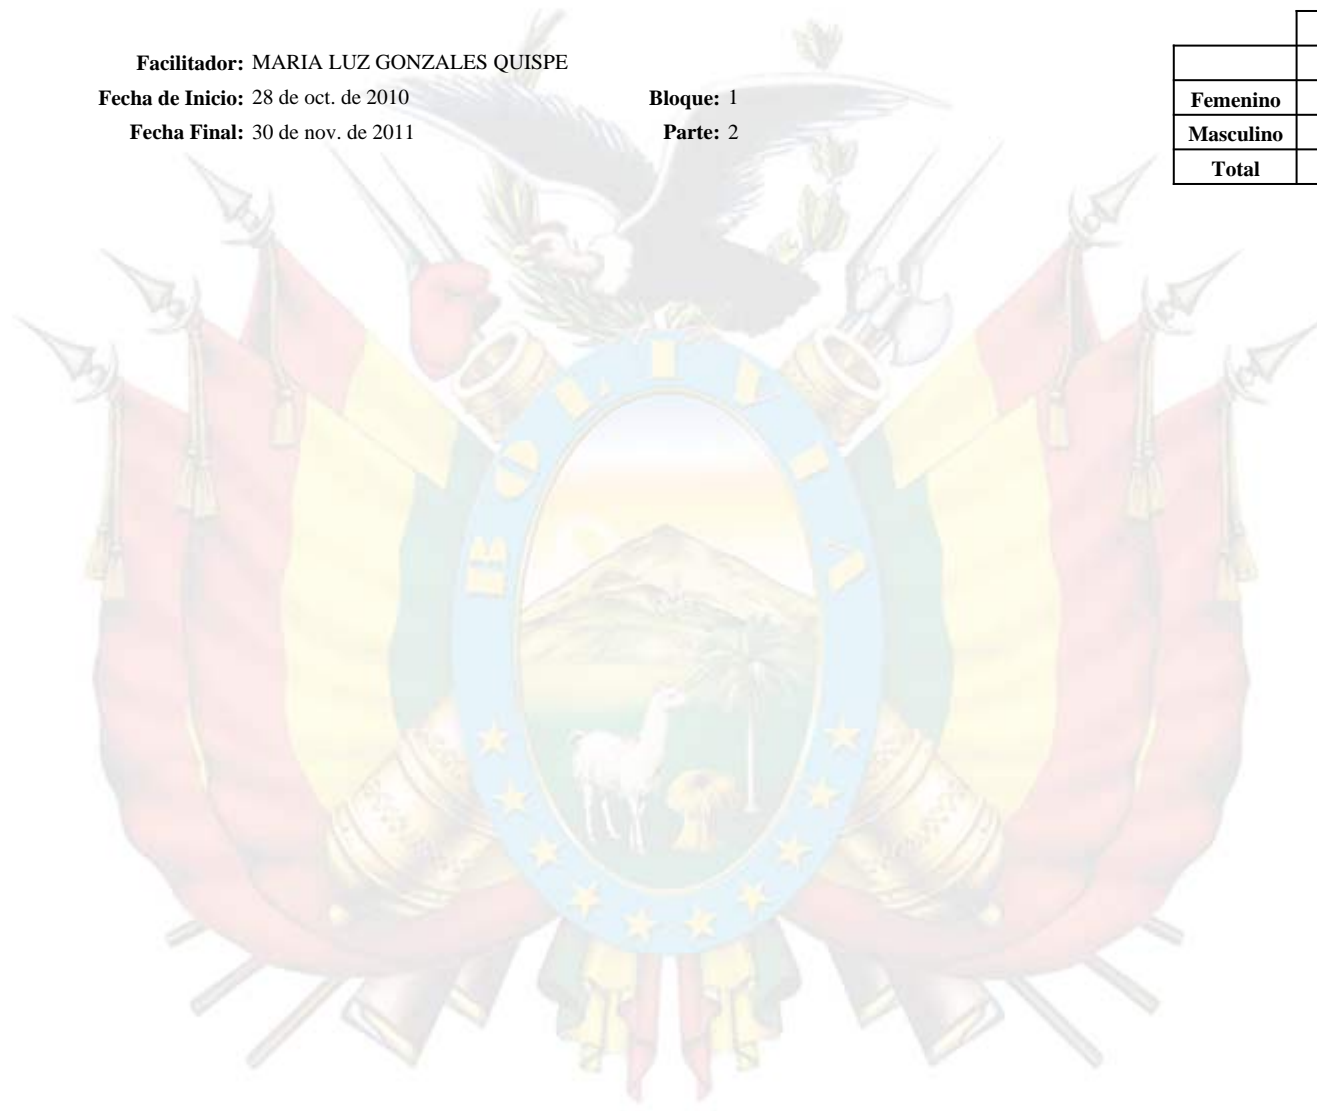 Facilitador: MARIA LUZ GONZALES QUISPE
Fecha de Inicio: 28 de oct. de 2010 Bloque: 1
Fecha Final: 30 de nov. de 2011 Parte: 2
Femenino
Masculino
Total
BOLIVIA